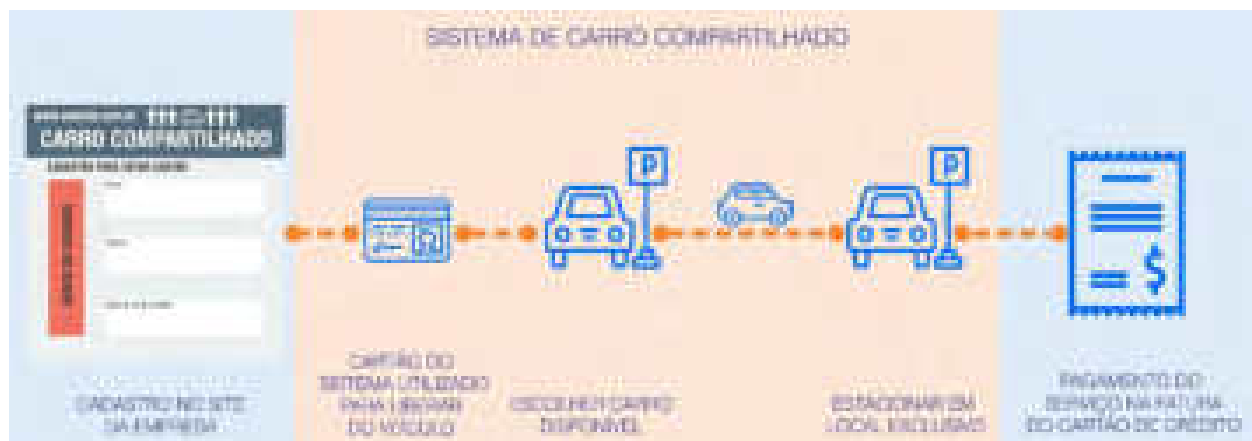 SISTEMA DE CARRO COMPARTILHADO
CARRO COMPARTILHADO
P
P
$
CADASTRO NO SITE
DA EMPRESA
CARTÃO DO
SISTEMA UTILIZADO
PARA LIBERAR
DO VEÍCULO
ESCOLHER CARRO
DISPONÍVEL
ESTACIONAR EM
LOCAL EXCLUSIVO
PAGAMENTO DO
SERVIÇO NA FATURA
DO CARTÃO DE CRÉDITO